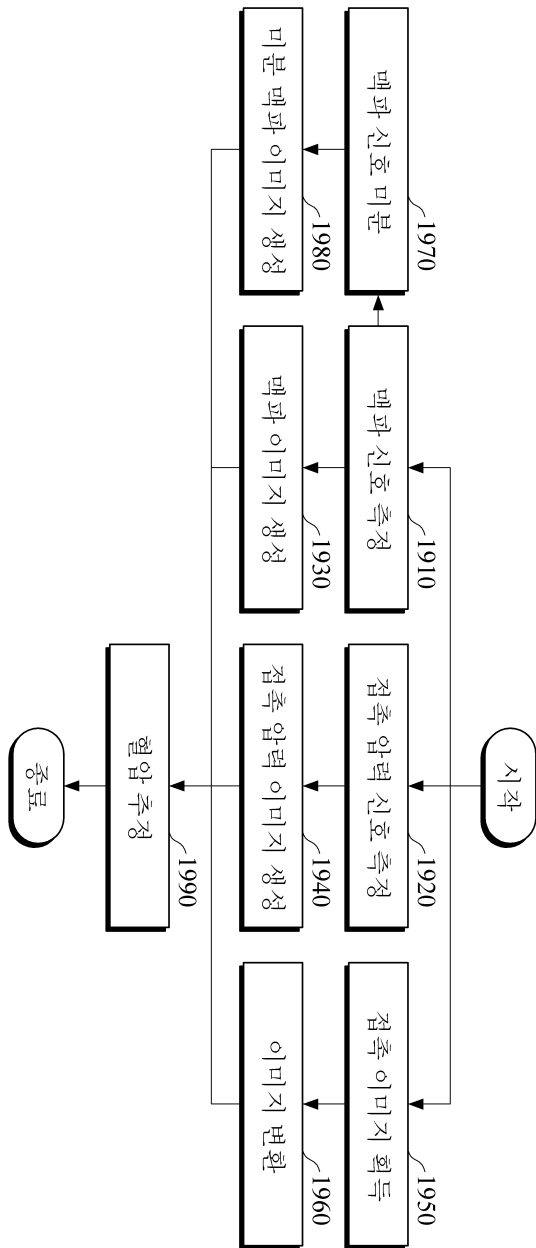 시작
1970
맥파 신호 미분
1910
맥파 신호 측정
1920
접촉 압력 신호 측정
1950
접촉 이미지 획득
1980
미분 맥파 이미지 생성
1930
맥파 이미지 생성
1940
접촉 압력 이미지 생성
1960
이미지 변환
1990
혈압 추정
종료